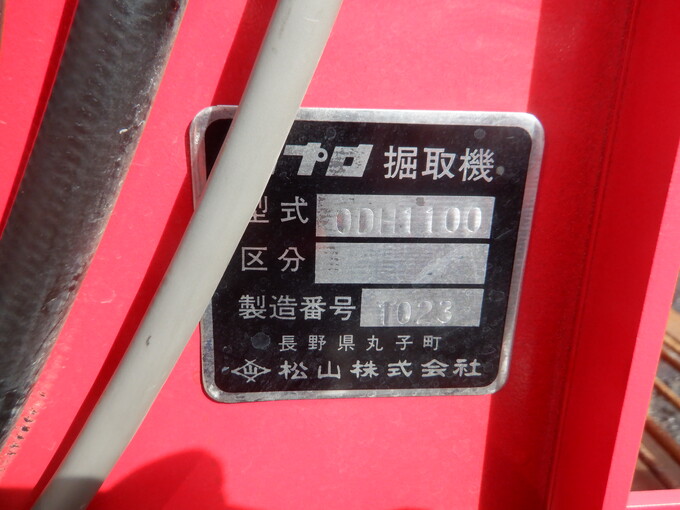 プロ 掘取機
型式 ODH1100
区分
製造番号 1023
長野県丸子町
松山株式会社